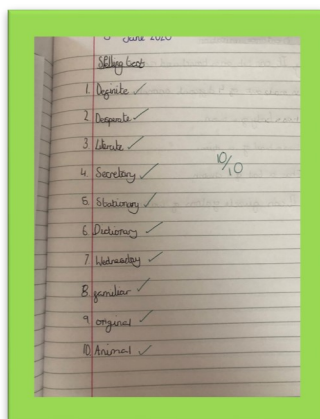 June 2020
Spelling test
1. Definite ✓
2. Desperate ✓
3. Literate ✓
4. Secretary ✓
10/10
5. Stationary ✓
6. Dictionary ✓
7. Wednesday ✓
8. familiar ✓
9. original ✓
10. Animal ✓